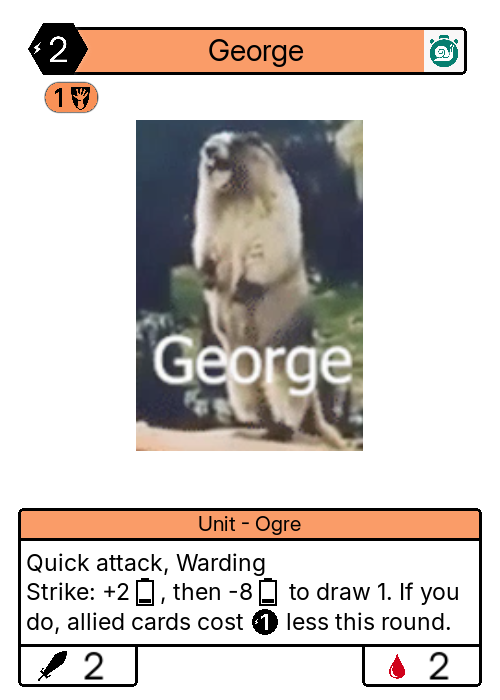 2
George
1
George
Unit - Ogre
Quick attack, Warding
Strike: +2 , then -8 to draw 1. If you
do, allied cards cost 1 less this round.
2
2